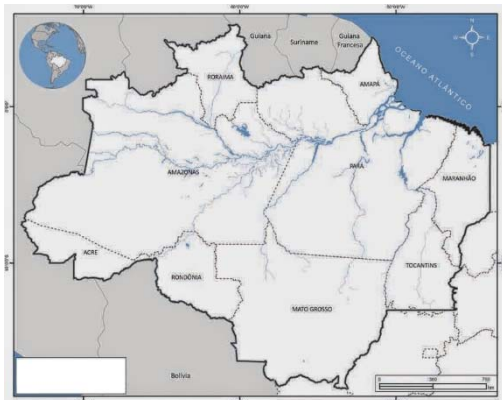 N
Guiana
Suriname
Guiana
Francesa
OCEANO ATLÂNTICO
RORAIMA
AMAPÁ
AMAZONAS
PARÁ
MARANHÃO
ACRE
RONDÔNIA
TOCANTINS
MATO GROSSO
Bolívia